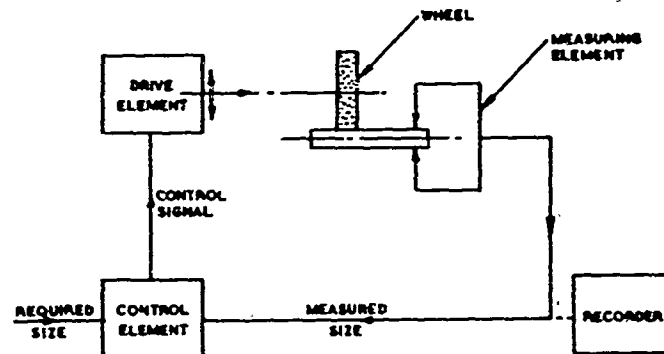 WHEEL
MEASURING
ELEMENT
DRIVE
ELEMENT
CONTROL
SIGNAL
REQUIRED
SIZE
CONTROL
ELEMENT
MEASURED
SIZE
RECORDER